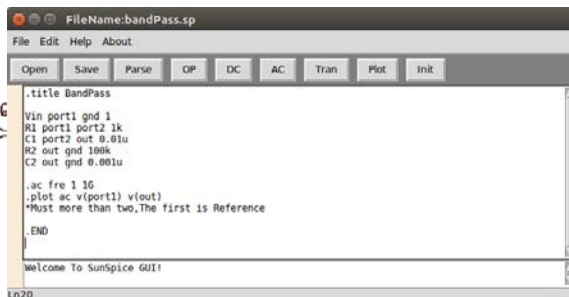 FileName:bandPass.sp
File Edit Help About
Open Save Parse OP DC AC Tran Plot Init
.title BandPass
Vin port1 gnd 1
R1 port1 port2 1k
C1 port2 out 0.01u
R2 out gnd 100k
C2 out gnd 0.001u
.ac fre 1 1G
.plot ac v(port1) v(out)
*Must more than two,The first is Reference
.END
Welcome To SunSpice GUI!
Ln20